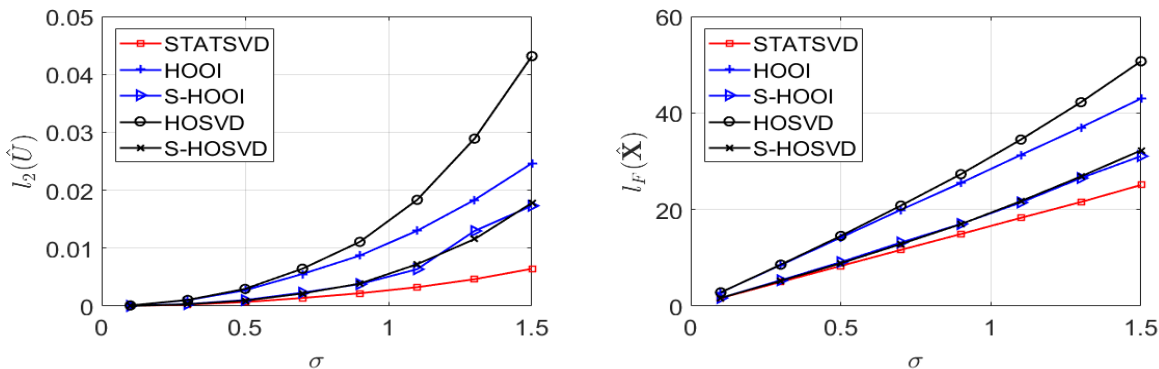 0.05
0.04
0.03
0.02
0.01
0
0
0.5
1
1.5
l₂(Û)
σ
STATSVD
HOOI
S-HOOI
HOSVD
S-HOSVD
60
40
20
0
0
0.5
1
1.5
l_F(X̂)
σ
STATSVD
HOOI
S-HOOI
HOSVD
S-HOSVD